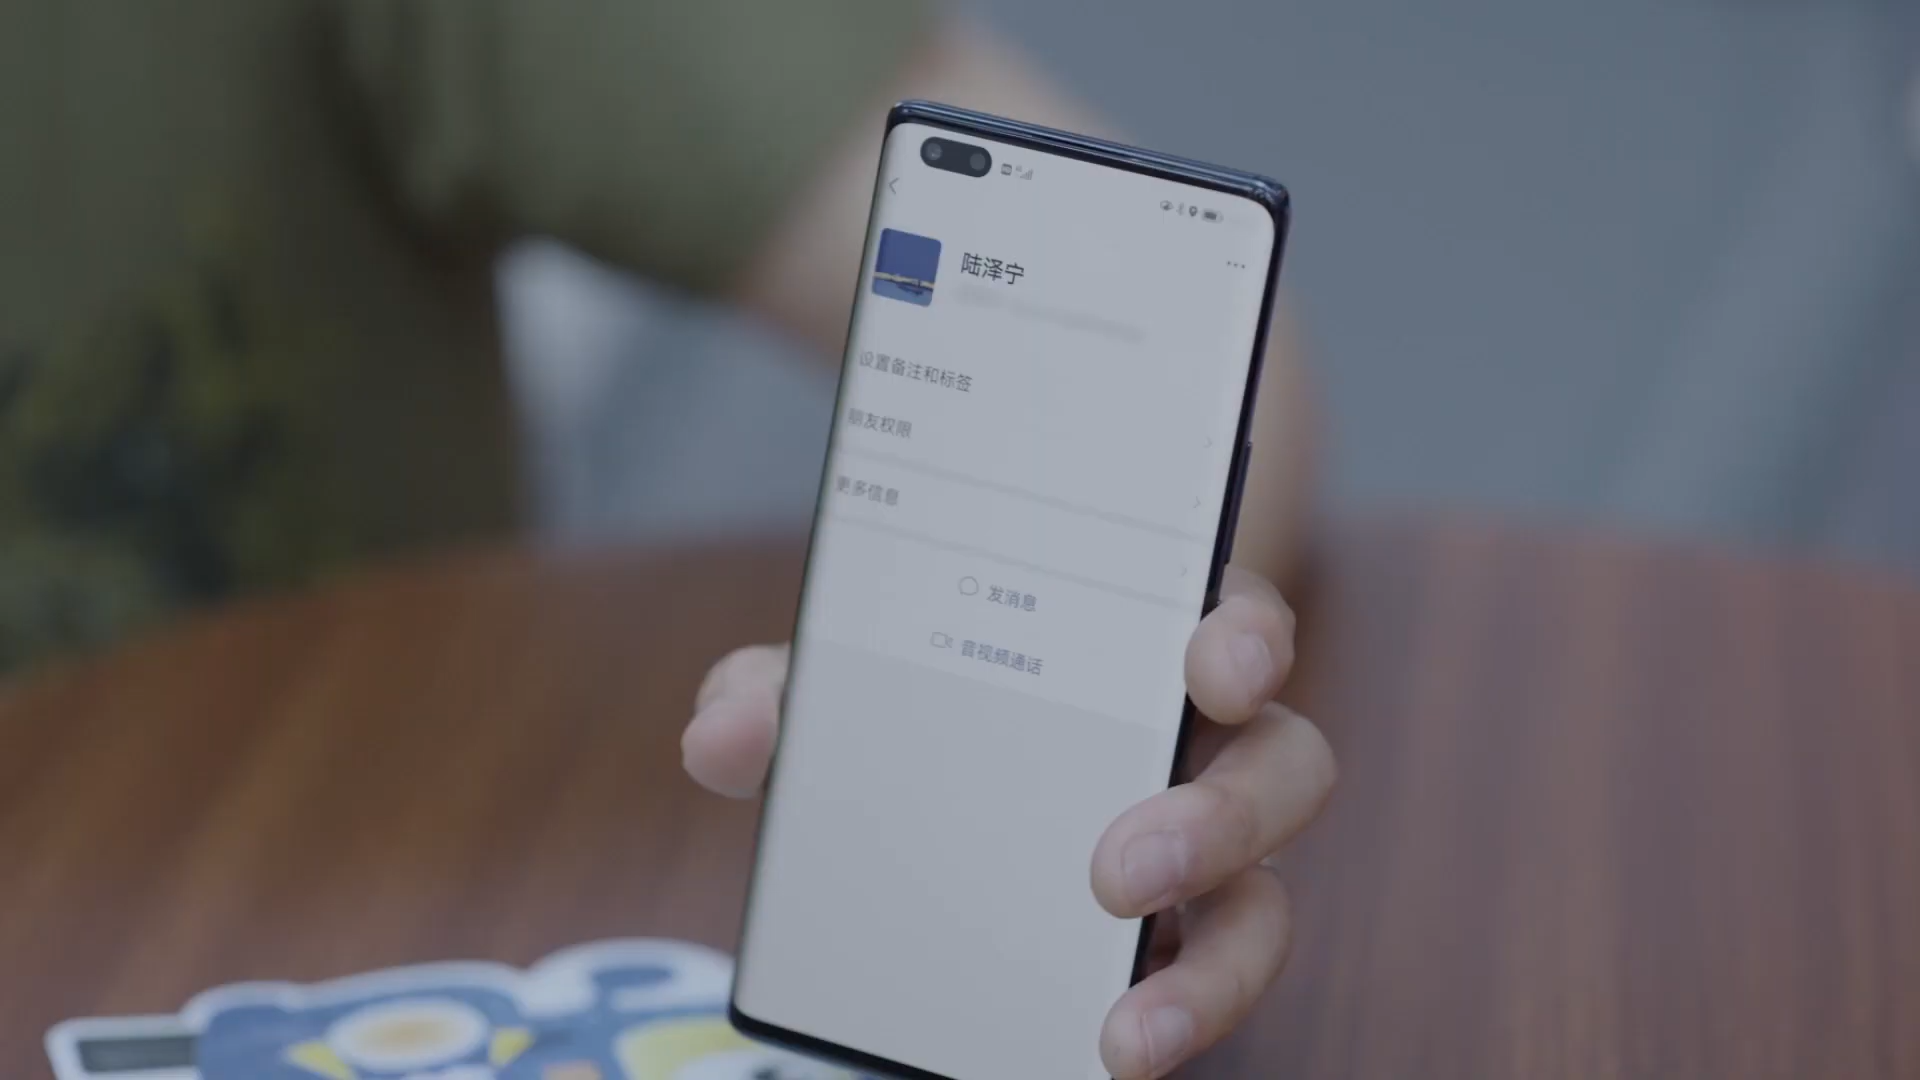 陆泽宁
设置备注和标签
朋友权限
更多信息
发消息
音视频通话